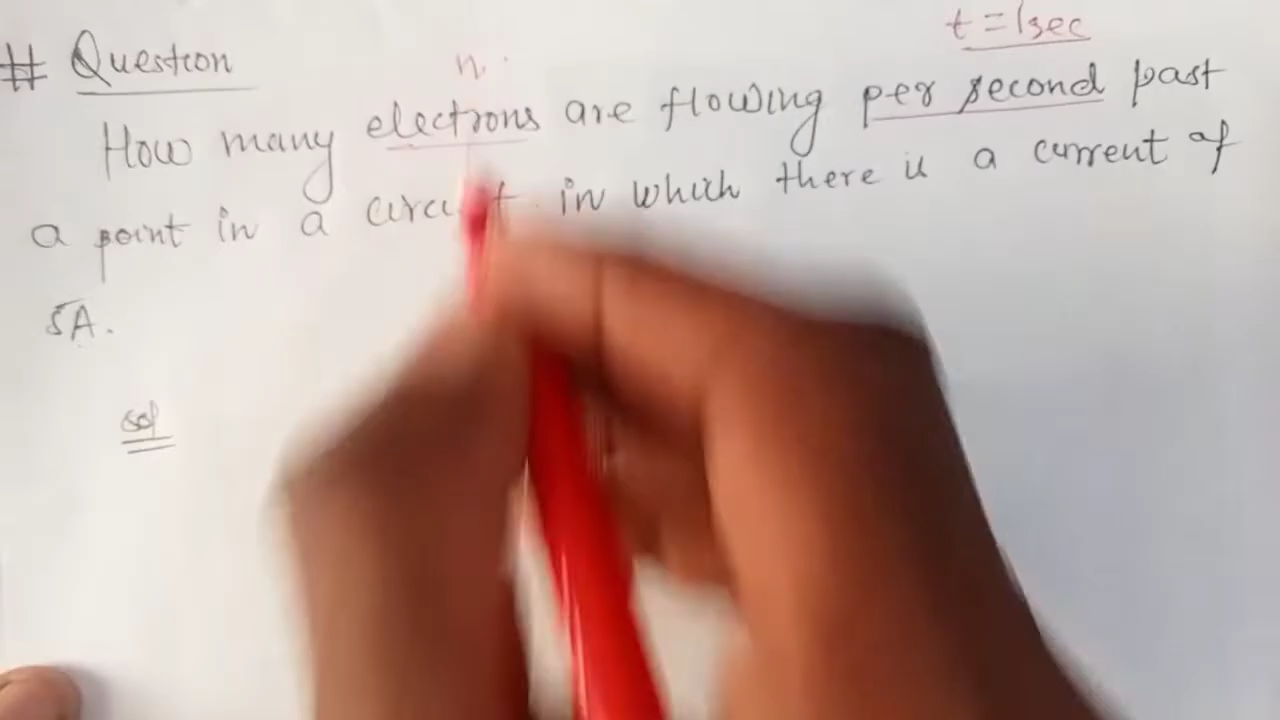 t = 1sec
# Question
n.
How many electrons are flowing per second past
a point in a circuit in which there is a current of
5A.
sol